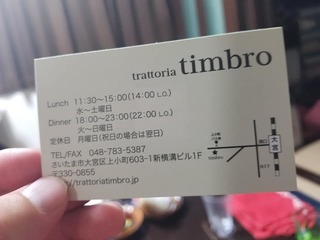 trattoria timbro
Lunch 11:30〜15:00(14:00 L.O.)
水〜土曜日
Dinner 18:00〜23:00(22:00 L.O.)
火〜日曜日
定休日 月曜日(祝日の場合は翌日)
TEL/FAX 048-783-5387
さいたま市大宮区上小町603-1新横溝ビル1F
〒330-0855
http://trattoriatimbro.jp
大宮
timbro